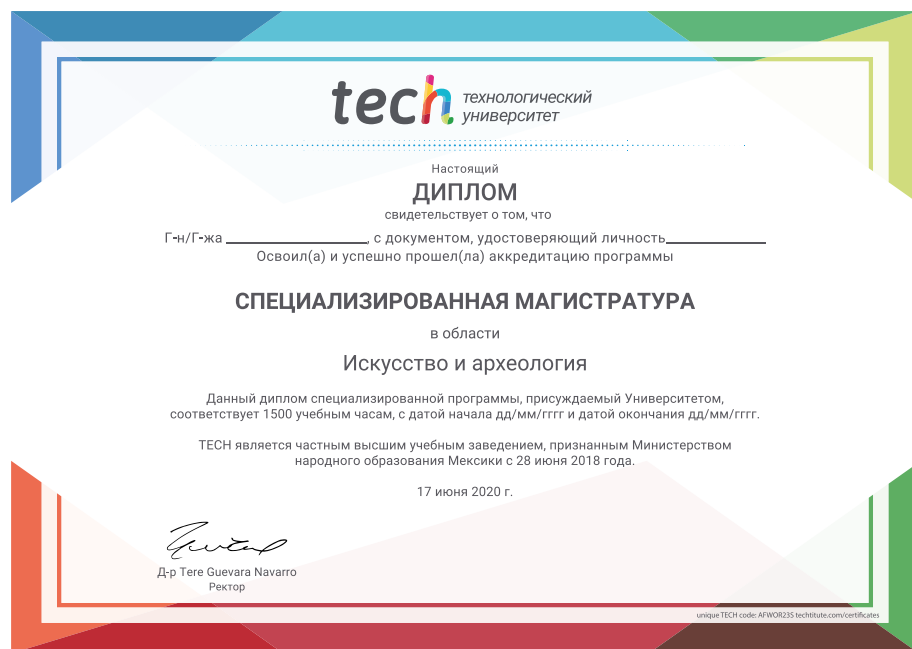 tech технологический
университет
Настоящий
ДИПЛОМ
свидетельствует о том, что
Г-н/Г-жа ____________________, с документом, удостоверяющий личность______________
Освоил(а) и успешно прошел(ла) аккредитацию программы
СПЕЦИАЛИЗИРОВАННАЯ МАГИСТРАТУРА
в области
Искусство и археология
Данный диплом специализированной программы, присуждаемый Университетом,
соответствует 1500 учебным часам, с датой начала дд/мм/гггг и датой окончания дд/мм/гггг.
TECH является частным высшим учебным заведением, признанным Министерством
народного образования Мексики с 28 июня 2018 года.
17 июня 2020 г.
Д-р Tere Guevara Navarro
Ректор
unique TECH code: AFWOR23S techtitute.com/certificates